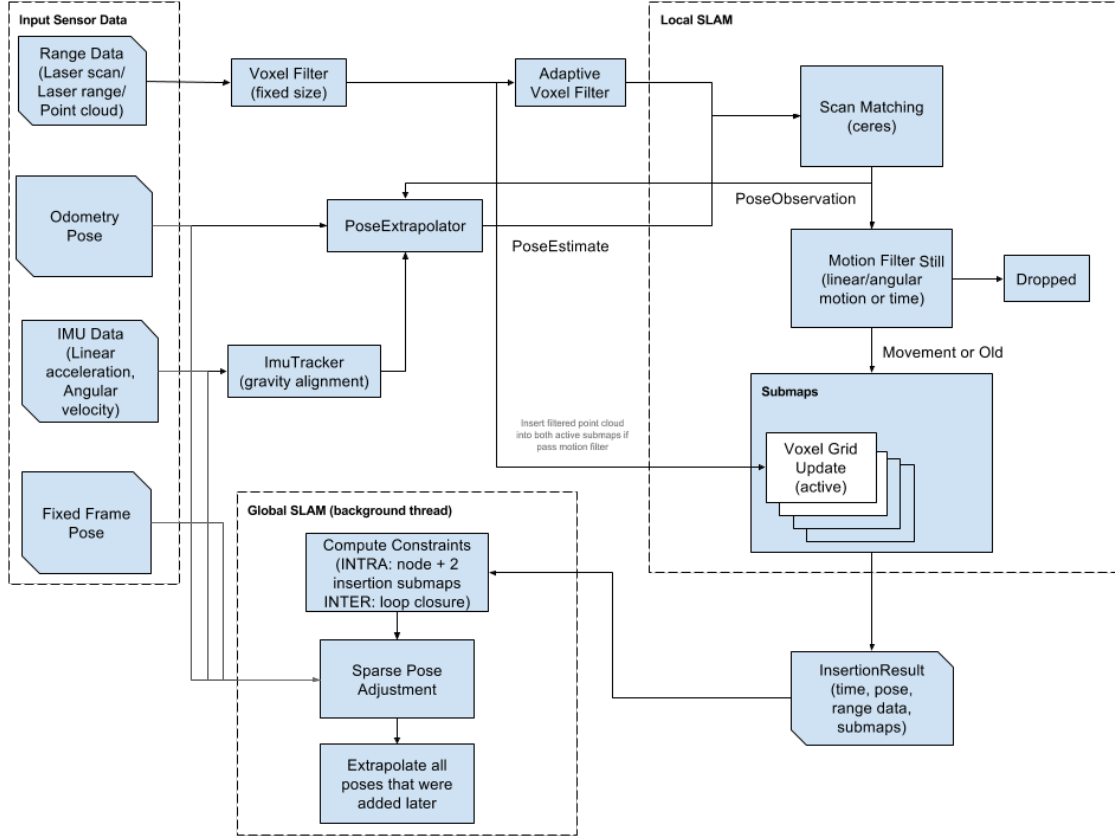 Input Sensor Data
Range Data
(Laser scan/
Laser range/
Point cloud)
Voxel Filter
(fixed size)
Adaptive
Voxel Filter
Local SLAM
Scan Matching
(ceres)
Odometry
Pose
PoseExtrapolator
PoseEstimate
PoseObservation
Motion Filter Still
(linear/angular
motion or time)
Dropped
IMU Data
(Linear
acceleration,
Angular
velocity)
ImuTracker
(gravity alignment)
Movement or Old
Submaps
Insert filtered point cloud
into both active submaps if
pass motion filter
Voxel Grid
Update
(active)
Fixed Frame
Pose
Global SLAM (background thread)
Compute Constraints
(INTRA: node + 2
insertion submaps
INTER: loop closure)
Sparse Pose
Adjustment
InsertionResult
(time, pose,
range data,
submaps)
Extrapolate all
poses that were
added later